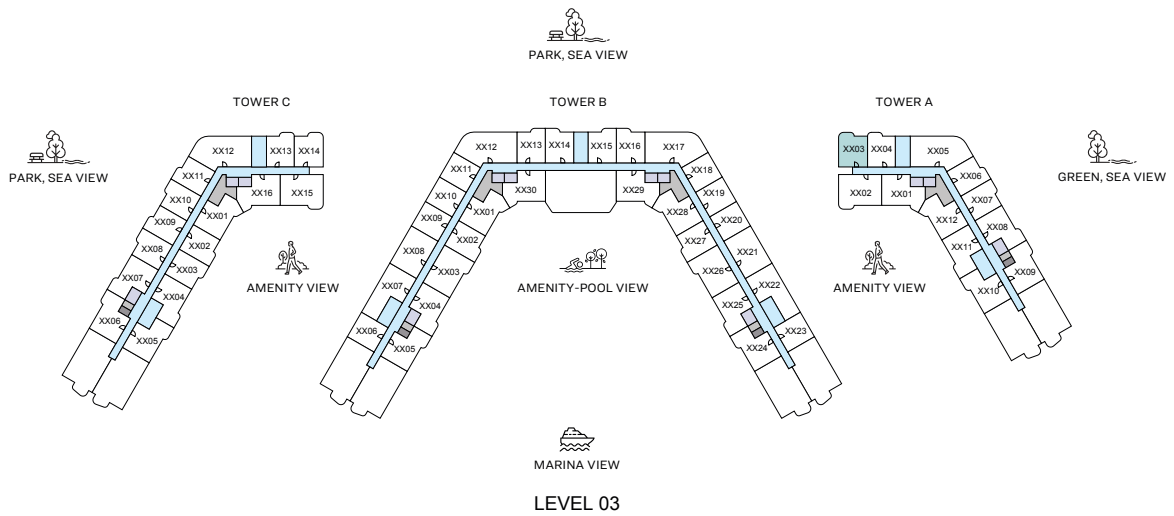 PARK, SEA VIEW
TOWER C
TOWER B
TOWER A
PARK, SEA VIEW
GREEN, SEA VIEW
XX12
XX13
XX14
XX11
XX10
XX09
XX08
XX07
XX06
XX01
XX16
XX15
XX02
XX03
XX04
XX05
XX12
XX13
XX14
XX15
XX16
XX17
XX11
XX10
XX09
XX08
XX07
XX06
XX30
XX01
XX02
XX03
XX04
XX05
XX29
XX28
XX27
XX26
XX25
XX24
XX18
XX19
XX20
XX21
XX22
XX23
XX03
XX04
XX05
XX02
XX01
XX06
XX07
XX08
XX09
XX12
XX11
XX10
AMENITY VIEW
AMENITY-POOL VIEW
AMENITY VIEW
MARINA VIEW
LEVEL 03